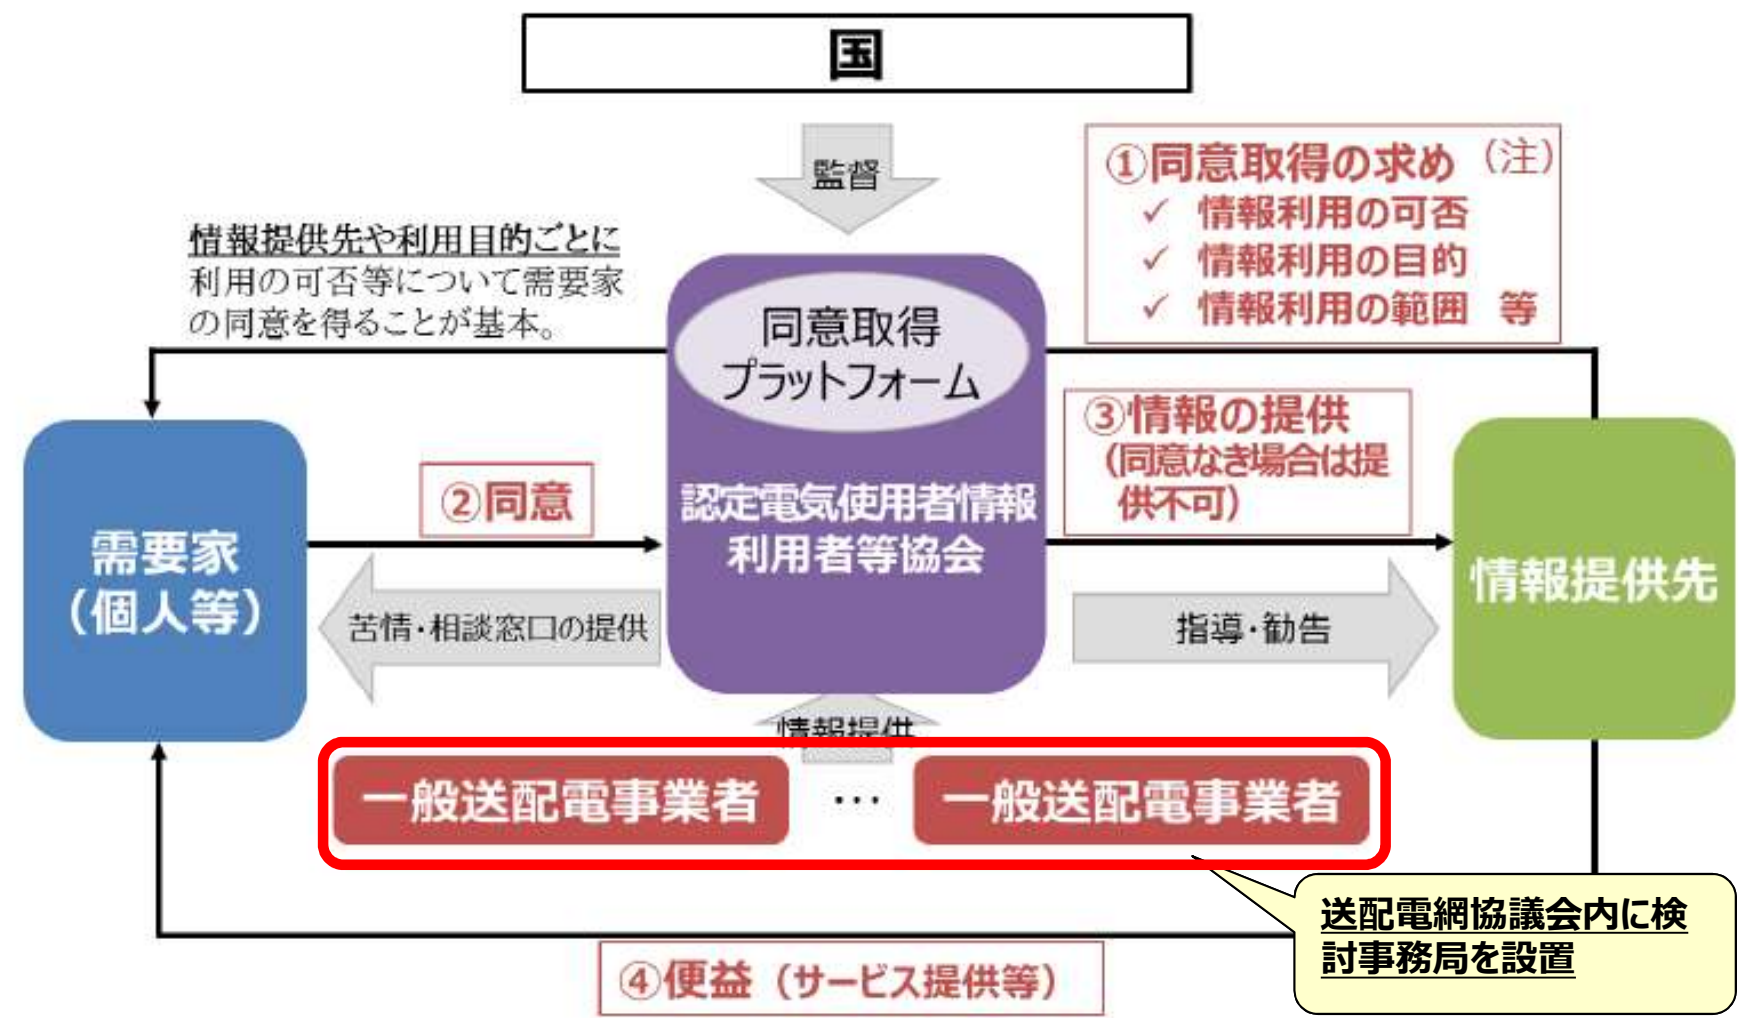 国
監督
①同意取得の求め（注）
✓ 情報利用の可否
✓ 情報利用の目的
✓ 情報利用の範囲 等
情報提供先や利用目的ごとに
利用の可否等について需要家
の同意を得ることが基本。
同意取得
プラットフォーム
認定電気使用者情報
利用者等協会
③情報の提供
（同意なき場合は提
供不可）
②同意
需要家
（個人等）
情報提供先
苦情・相談窓口の提供
指導・勧告
情報提供
一般送配電事業者
…
一般送配電事業者
送配電網協議会内に検
討事務局を設置
④便益（サービス提供等）